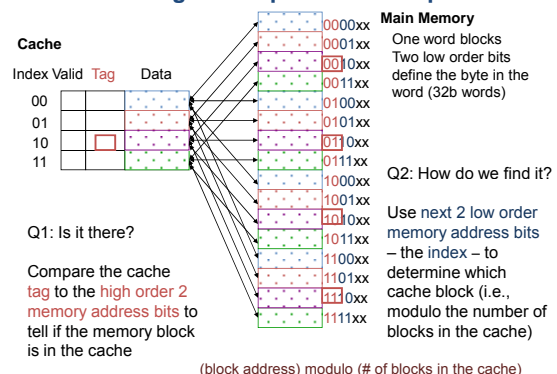 Cache
Index Valid Tag Data
00
01
10
11
Q1: Is it there?
Compare the cache
tag to the high order 2
memory address bits to
tell if the memory block
is in the cache
0000xx
0001xx
0010xx
0011xx
0100xx
0101xx
0110xx
0111xx
1000xx
1001xx
1010xx
1011xx
1100xx
1101xx
1110xx
1111xx
Main Memory
One word blocks
Two low order bits
define the byte in the
word (32b words)
Q2: How do we find it?
Use next 2 low order
memory address bits
– the index – to
determine which
cache block (i.e.,
modulo the number of
blocks in the cache)
(block address) modulo (# of blocks in the cache)